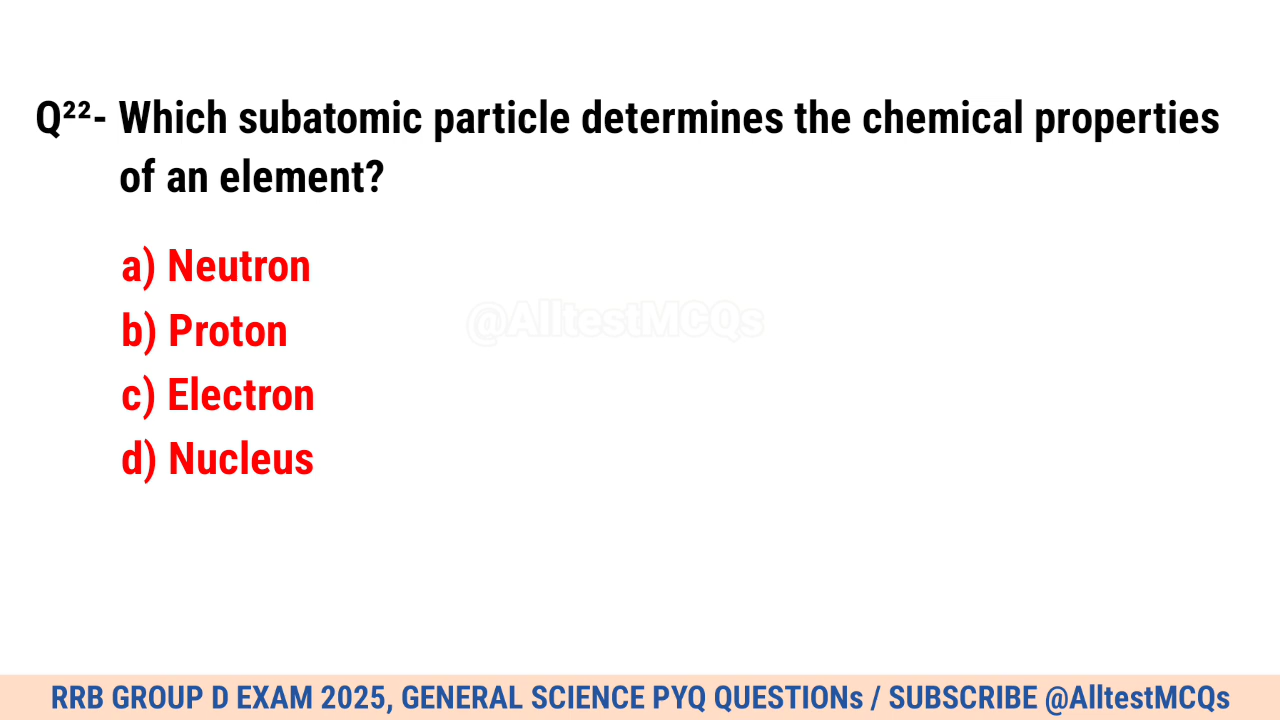 Q²²- Which subatomic particle determines the chemical properties
of an element?
a) Neutron
@AlltestMCQs
b) Proton
c) Electron
d) Nucleus
RRB GROUP D EXAM 2025, GENERAL SCIENCE PYQ QUESTIONs / SUBSCRIBE @AlltestMCQs